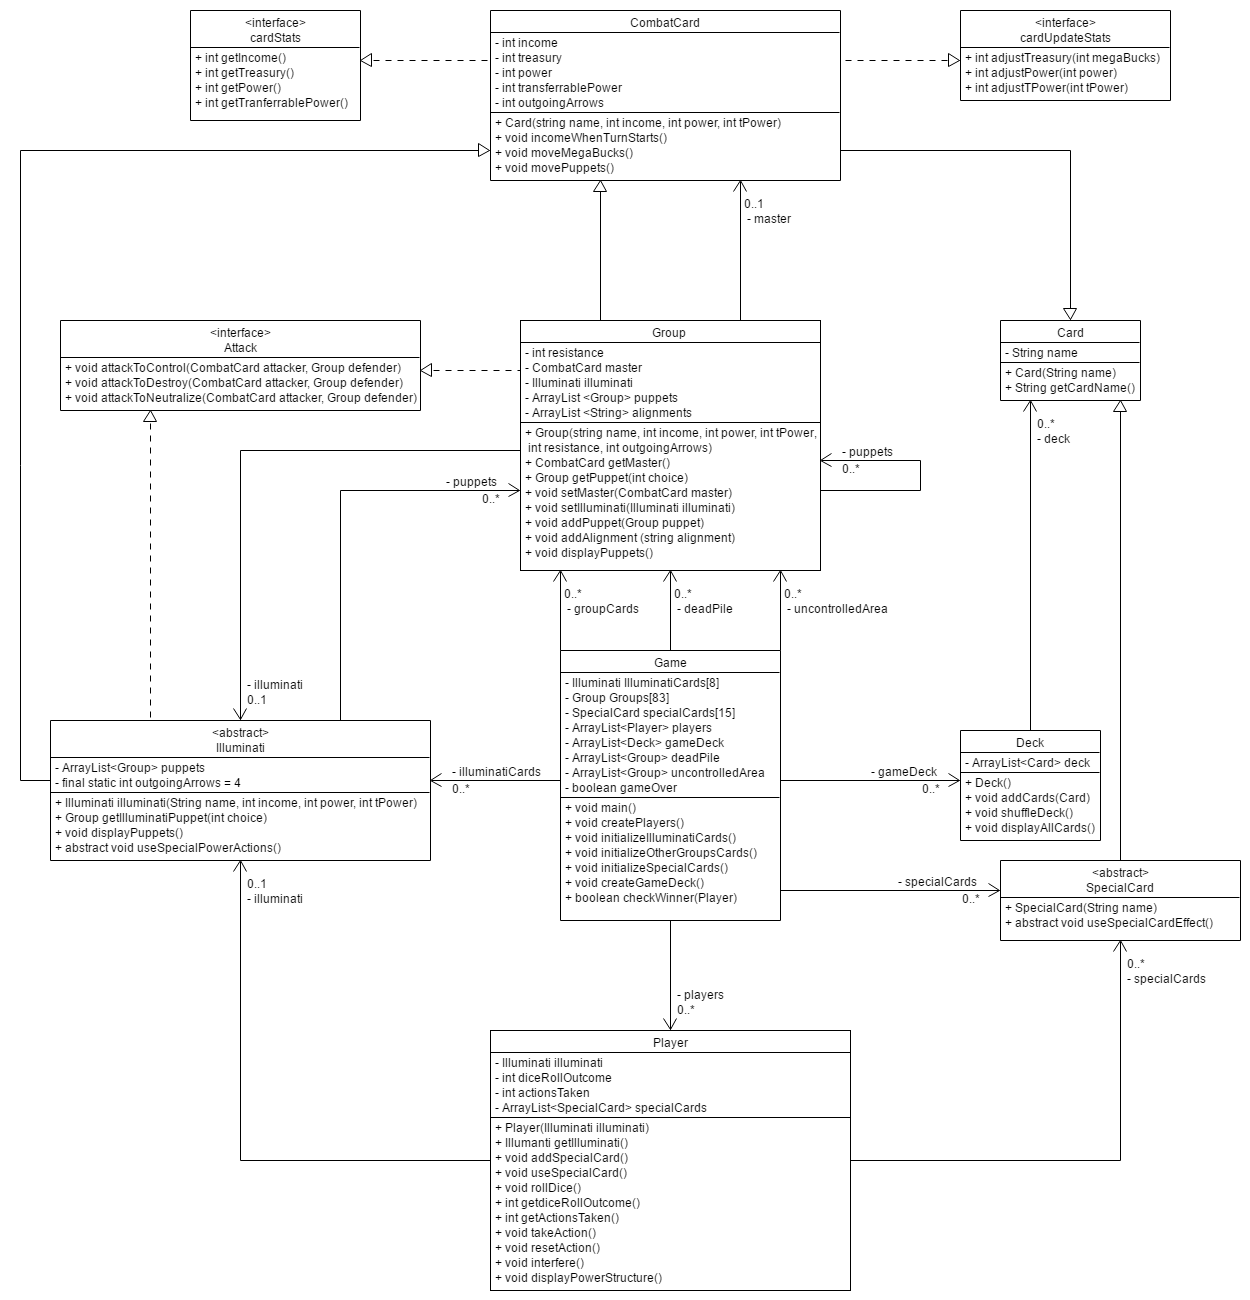 <interface>
cardStats
+ int getIncome()
+ int getTreasury()
+ int getPower()
+ int getTranferrablePower()
CombatCard
- int income
- int treasury
- int power
- int transferrablePower
- int outgoingArrows
+ Card(string name, int income, int power, int tPower)
+ void incomeWhenTurnStarts()
+ void moveMegaBucks()
+ void movePuppets()
<interface>
cardUpdateStats
+ int adjustTreasury(int megaBucks)
+ int adjustPower(int power)
+ int adjustTPower(int tPower)
0..1
- master
<interface>
Attack
+ void attackToControl(CombatCard attacker, Group defender)
+ void attackToDestroy(CombatCard attacker, Group defender)
+ void attackToNeutralize(CombatCard attacker, Group defender)
Group
- int resistance
- CombatCard master
- Illuminati illuminati
- ArrayList <Group> puppets
- ArrayList <String> alignments
+ Group(string name, int income, int power, int tPower,
int resistance, int outgoingArrows)
+ CombatCard getMaster()
+ Group getPuppet(int choice)
+ void setMaster(CombatCard master)
+ void setIlluminati(Illuminati illuminati)
+ void addPuppet(Group puppet)
+ void addAlignment (string alignment)
+ void displayPuppets()
Card
- String name
+ Card(String name)
+ String getCardName()
0..*
- deck
- puppets
0..*
- puppets
0..*
0..*
- groupCards
0..*
- deadPile
0..*
- uncontrolledArea
- illuminati
0..1
<abstract>
Illuminati
- ArrayList<Group> puppets
- final static int outgoingArrows = 4
+ Illuminati illuminati(String name, int income, int power, int tPower)
+ Group getIlluminatiPuppet(int choice)
+ void displayPuppets()
+ abstract void useSpecialPowerActions()
- illuminatiCards
0..*
Game
- Illuminati IlluminatiCards[8]
- Group Groups[83]
- SpecialCard specialCards[15]
- ArrayList<Player> players
- ArrayList<Deck> gameDeck
- ArrayList<Group> deadPile
- ArrayList<Group> uncontrolledArea
- boolean gameOver
+ void main()
+ void createPlayers()
+ void initializeIlluminatiCards()
+ void initializeOtherGroupsCards()
+ void initializeSpecialCards()
+ void createGameDeck()
+ boolean checkWinner(Player)
- gameDeck
0..*
Deck
- ArrayList<Card> deck
+ Deck()
+ void addCards(Card)
+ void shuffleDeck()
+ void displayAllCards()
- specialCards
0..*
<abstract>
SpecialCard
+ SpecialCard(String name)
+ abstract void useSpecialCardEffect()
0..1
- illuminati
0..*
- specialCards
- players
0..*
Player
- Illuminati illuminati
- int diceRollOutcome
- int actionsTaken
- ArrayList<SpecialCard> specialCards
+ Player(Illuminati illuminati)
+ Illumanti getIlluminati()
+ void addSpecialCard()
+ void useSpecialCard()
+ void rollDice()
+ int getdiceRollOutcome()
+ int getActionsTaken()
+ void takeAction()
+ void resetAction()
+ void interfere()
+ void displayPowerStructure()